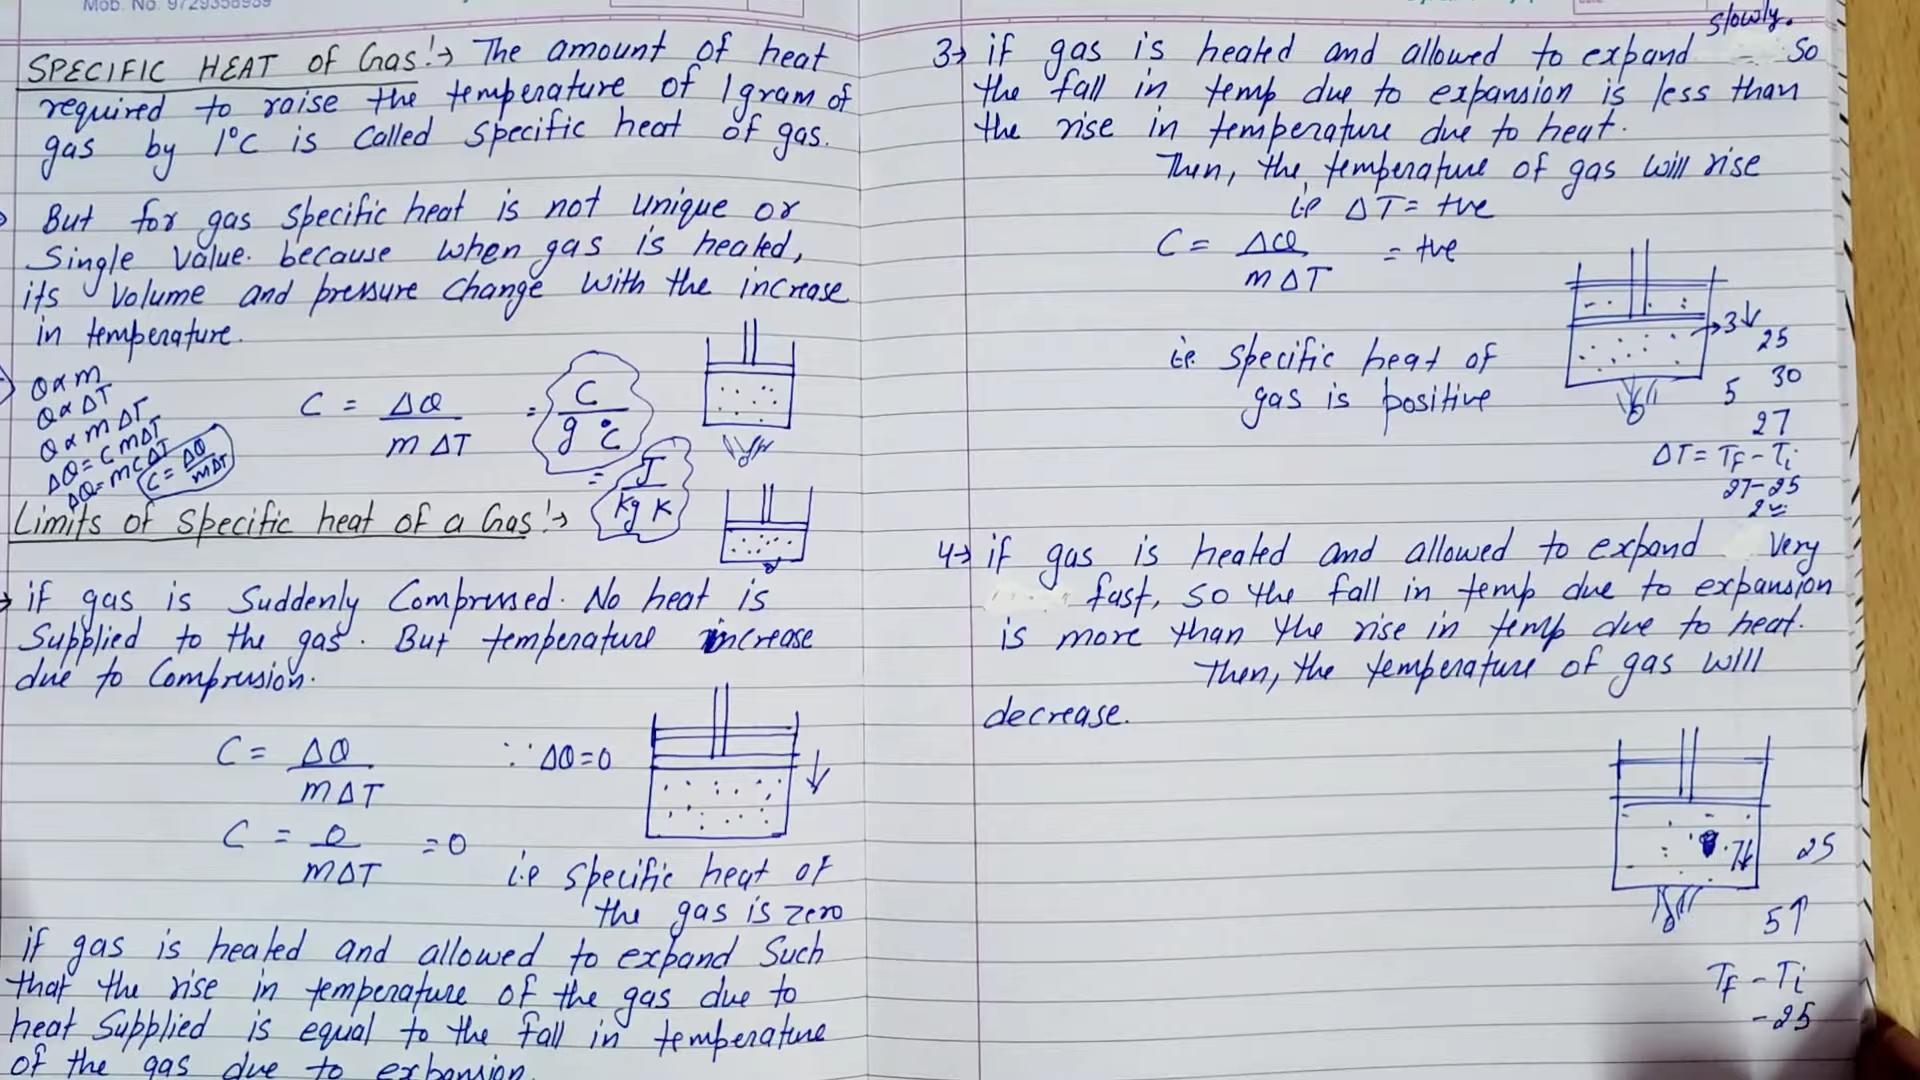 Mob. No. 9729358989
SPECIFIC HEAT of Gas!→ The amount of heat
required to raise the temperature of 1 gram of
gas by 1°C is Called Specific heat of gas.
But for gas Specific heat is not unique or
Single Value. because when gas is heated,
its Volume and pressure Change with the increase
in temperature.
Q ∝ m
Q ∝ ΔT
Q ∝ m ΔT
ΔQ = C m ΔT
ΔQ = m C ΔT
C = ΔQ / mΔT
C = ΔQ / m ΔT = C / g °C
= J / kg K
Limits of Specific heat of a Gas!→
→ if gas is Suddenly Compressed. No heat is
Supplied to the gas. But temperature increase
due to Compression.
C = ΔQ / mΔT ∵ ΔQ = 0
C = 0 / mΔT = 0
i.e specific heat of
the gas is zero
if gas is heated and allowed to expand Such
that the rise in temperature of the gas due to
heat Supplied is equal to the fall in temperature
of the gas due to expansion.
slowly.
3→ if gas is heated and allowed to expand So
the fall in temp due to expansion is less than
the rise in temperature due to heat.
Then, the temperature of gas will rise
i.e ΔT = +ve
C = ΔQ / m ΔT = +ve
→3↓
25
i.e. Specific heat of
gas is positive
5 30
27
ΔT = Tf - Ti
27-25
2
4→ if gas is heated and allowed to expand Very
fast, so the fall in temp due to expansion
is more than the rise in temp due to heat.
Then, the temperature of gas will
decrease.
7↓ 25
5↑
Tf - Ti
-25